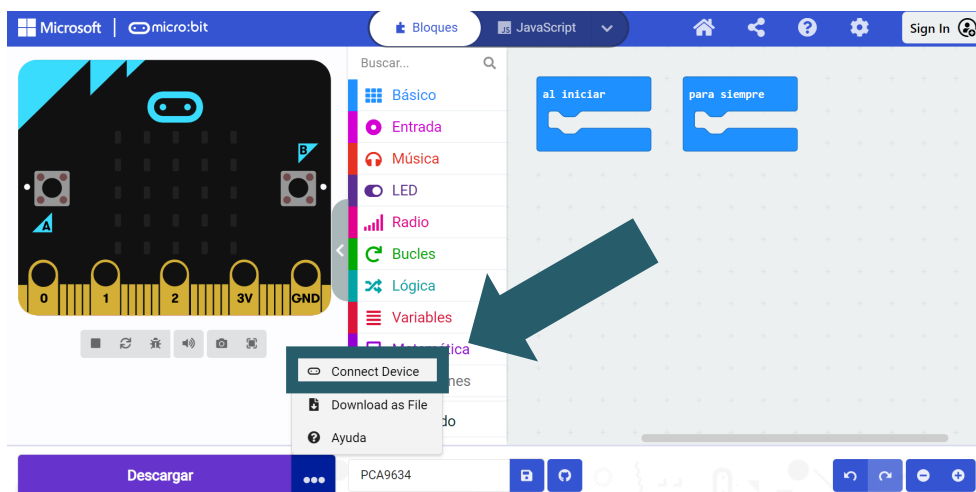 Microsoft micro:bit Bloques JavaScript Sign In
Buscar...
Básico
Entrada
Música
LED
Radio
Bucles
Lógica
Variables
Matemática
al iniciar
para siempre
B
A
0 1 2 3V GND
Connect Device
Download as File
Ayuda
Descargar
PCA9634